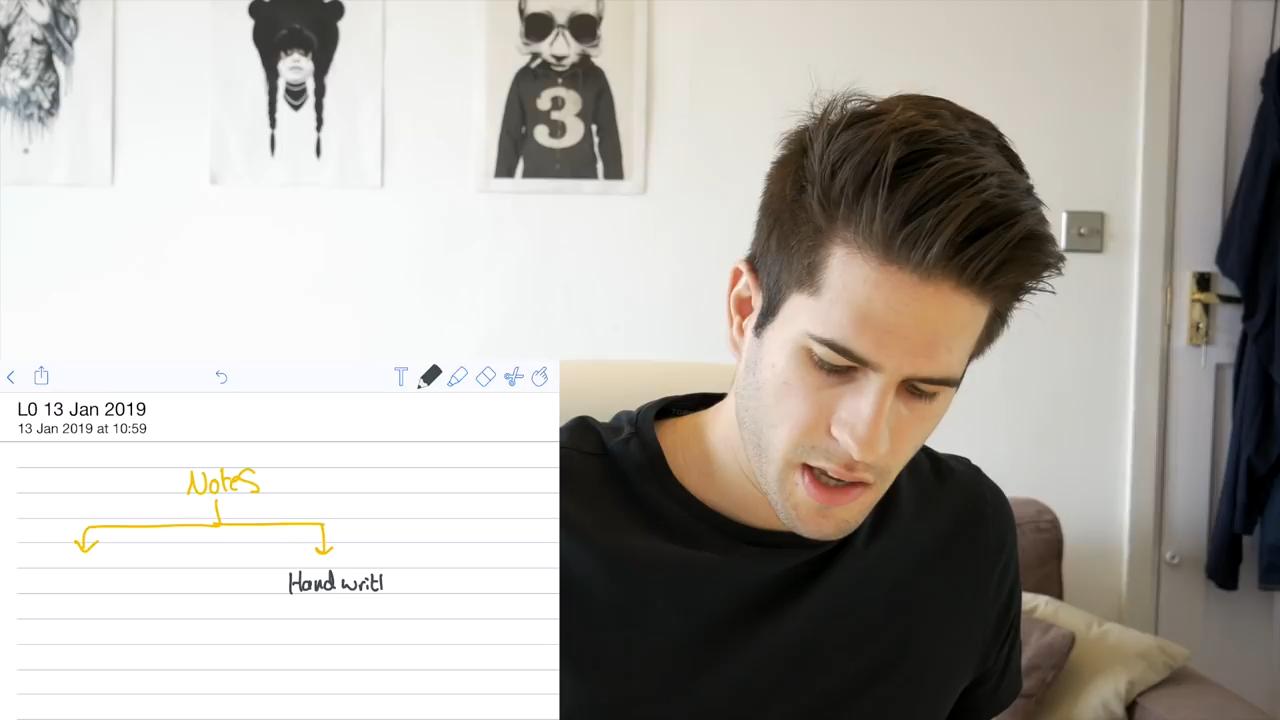 3
L0 13 Jan 2019
13 Jan 2019 at 10:59
Notes
Hand writ